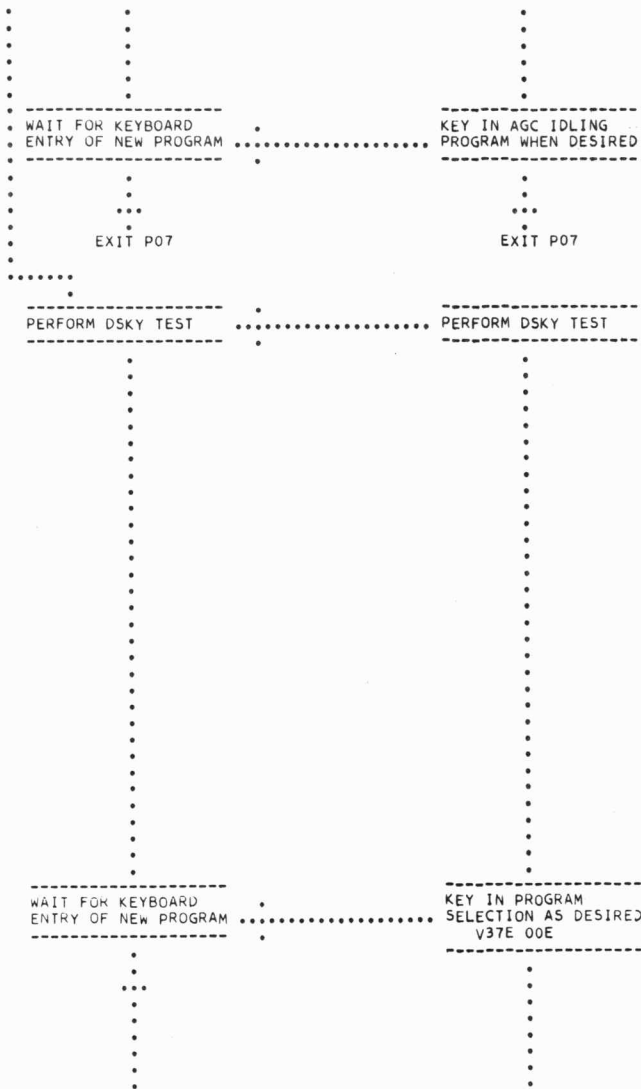 WAIT FOR KEYBOARD
ENTRY OF NEW PROGRAM
KEY IN AGC IDLING
PROGRAM WHEN DESIRED
EXIT P07
EXIT P07
PERFORM DSKY TEST
PERFORM DSKY TEST
WAIT FOR KEYBOARD
ENTRY OF NEW PROGRAM
KEY IN PROGRAM
SELECTION AS DESIRED
V37E 00E